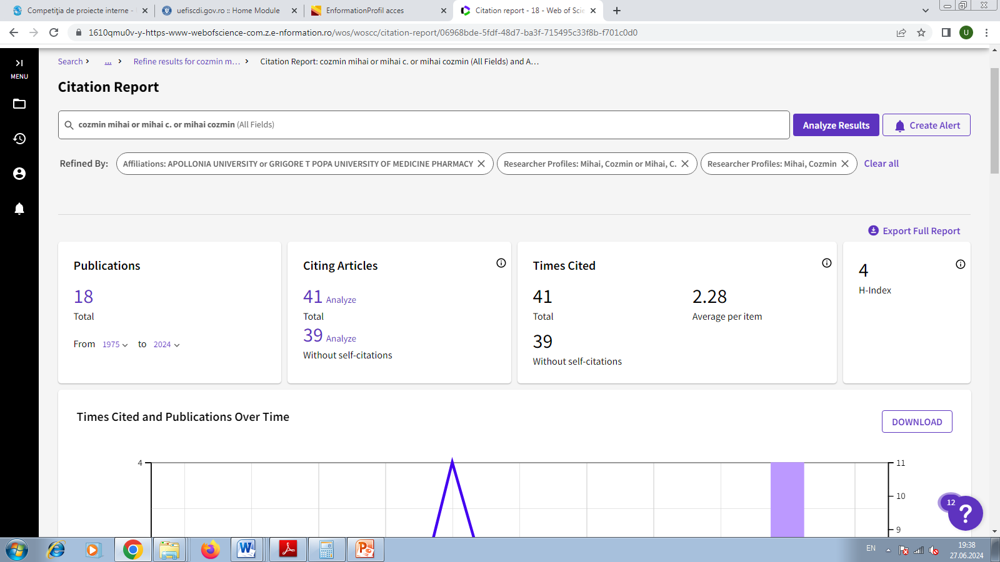 Competiţia de proiecte interne -
uefiscdi.gov.ro :: Home Module
EnformationProfil acces
Citation report - 18 - Web of Scie
1610qmu0v-y-https-www-webofscience-com.z.e-nformation.ro/wos/woscc/citation-report/06968bde-5fdf-48d7-ba3f-715495c33f8b-f701c0d0
U
MENU
Search > ... > Refine results for cozmin m... > Citation Report: cozmin mihai or mihai c. or mihai cozmin (All Fields) and A...
Citation Report
cozmin mihai or mihai c. or mihai cozmin (All Fields)
Analyze Results
Create Alert
Refined By:
Affiliations: APOLLONIA UNIVERSITY or GRIGORE T POPA UNIVERSITY OF MEDICINE PHARMACY
Researcher Profiles: Mihai, Cozmin or Mihai, C.
Researcher Profiles: Mihai, Cozmin
Clear all
Export Full Report
Publications
18
Total
From 1975 to 2024
Citing Articles
41 Analyze
Total
39 Analyze
Without self-citations
Times Cited
41
Total
39
Without self-citations
2.28
Average per item
4
H-Index
Times Cited and Publications Over Time
DOWNLOAD
4
11
10
9
12
?
EN
19:38
27.06.2024